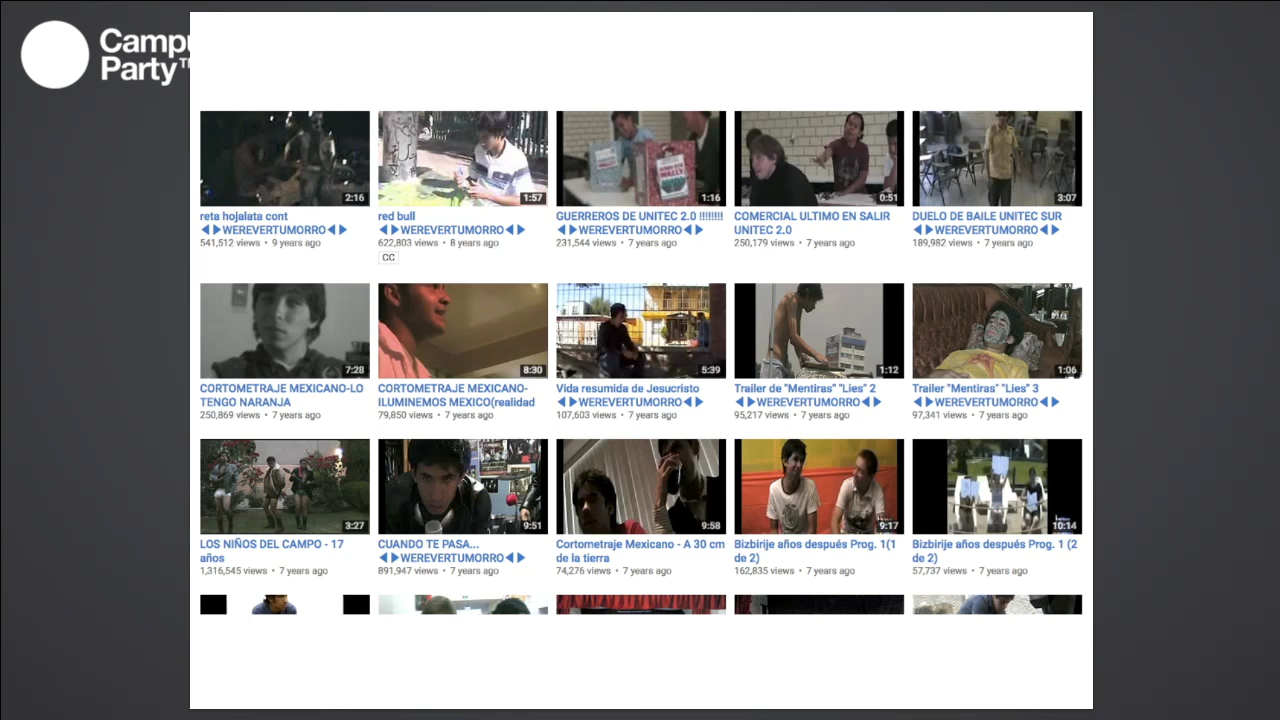 Campu
Party™
2:16
1:57
1:16
0:51
3:07
reta hojalata cont
◀▶WEREVERTUMORRO◀▶
541,512 views • 9 years ago
red bull
◀▶WEREVERTUMORRO◀▶
622,803 views • 8 years ago
CC
GUERREROS DE UNITEC 2.0 !!!!!!!!
◀▶WEREVERTUMORRO◀▶
231,544 views • 7 years ago
COMERCIAL ULTIMO EN SALIR
UNITEC 2.0
250,179 views • 7 years ago
DUELO DE BAILE UNITEC SUR
◀▶WEREVERTUMORRO◀▶
189,982 views • 7 years ago
7:28
8:30
5:39
1:12
1:06
CORTOMETRAJE MEXICANO-LO
TENGO NARANJA
250,869 views • 7 years ago
CORTOMETRAJE MEXICANO-
ILUMINEMOS MEXICO(realidad
79,850 views • 7 years ago
Vida resumida de Jesucristo
◀▶WEREVERTUMORRO◀▶
107,603 views • 7 years ago
Trailer de "Mentiras" "Lies" 2
◀▶WEREVERTUMORRO◀▶
95,217 views • 7 years ago
Trailer "Mentiras" "Lies" 3
◀▶WEREVERTUMORRO◀▶
97,341 views • 7 years ago
3:27
9:51
9:58
9:17
10:14
LOS NIÑOS DEL CAMPO - 17
años
1,316,545 views • 7 years ago
CUANDO TE PASA...
◀▶WEREVERTUMORRO◀▶
891,947 views • 7 years ago
Cortometraje Mexicano - A 30 cm
de la tierra
74,276 views • 7 years ago
Bizbirije años después Prog. 1(1
de 2)
162,835 views • 7 years ago
Bizbirije años después Prog. 1 (2
de 2)
57,737 views • 7 years ago